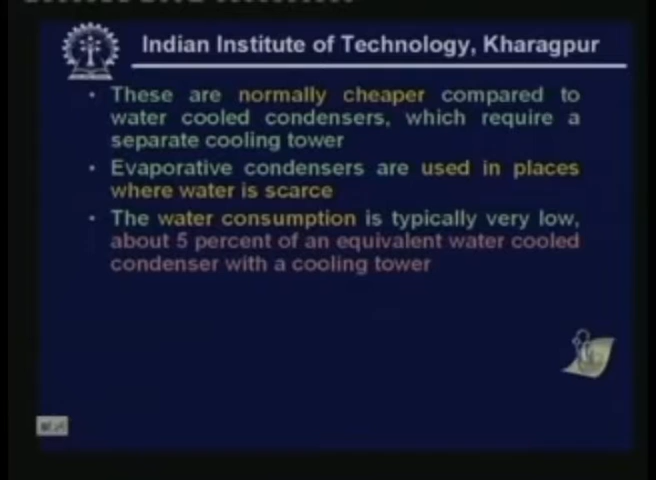 Indian Institute of Technology, Kharagpur
• These are normally cheaper compared to
water cooled condensers, which require a
separate cooling tower
• Evaporative condensers are used in places
where water is scarce
• The water consumption is typically very low,
about 5 percent of an equivalent water cooled
condenser with a cooling tower